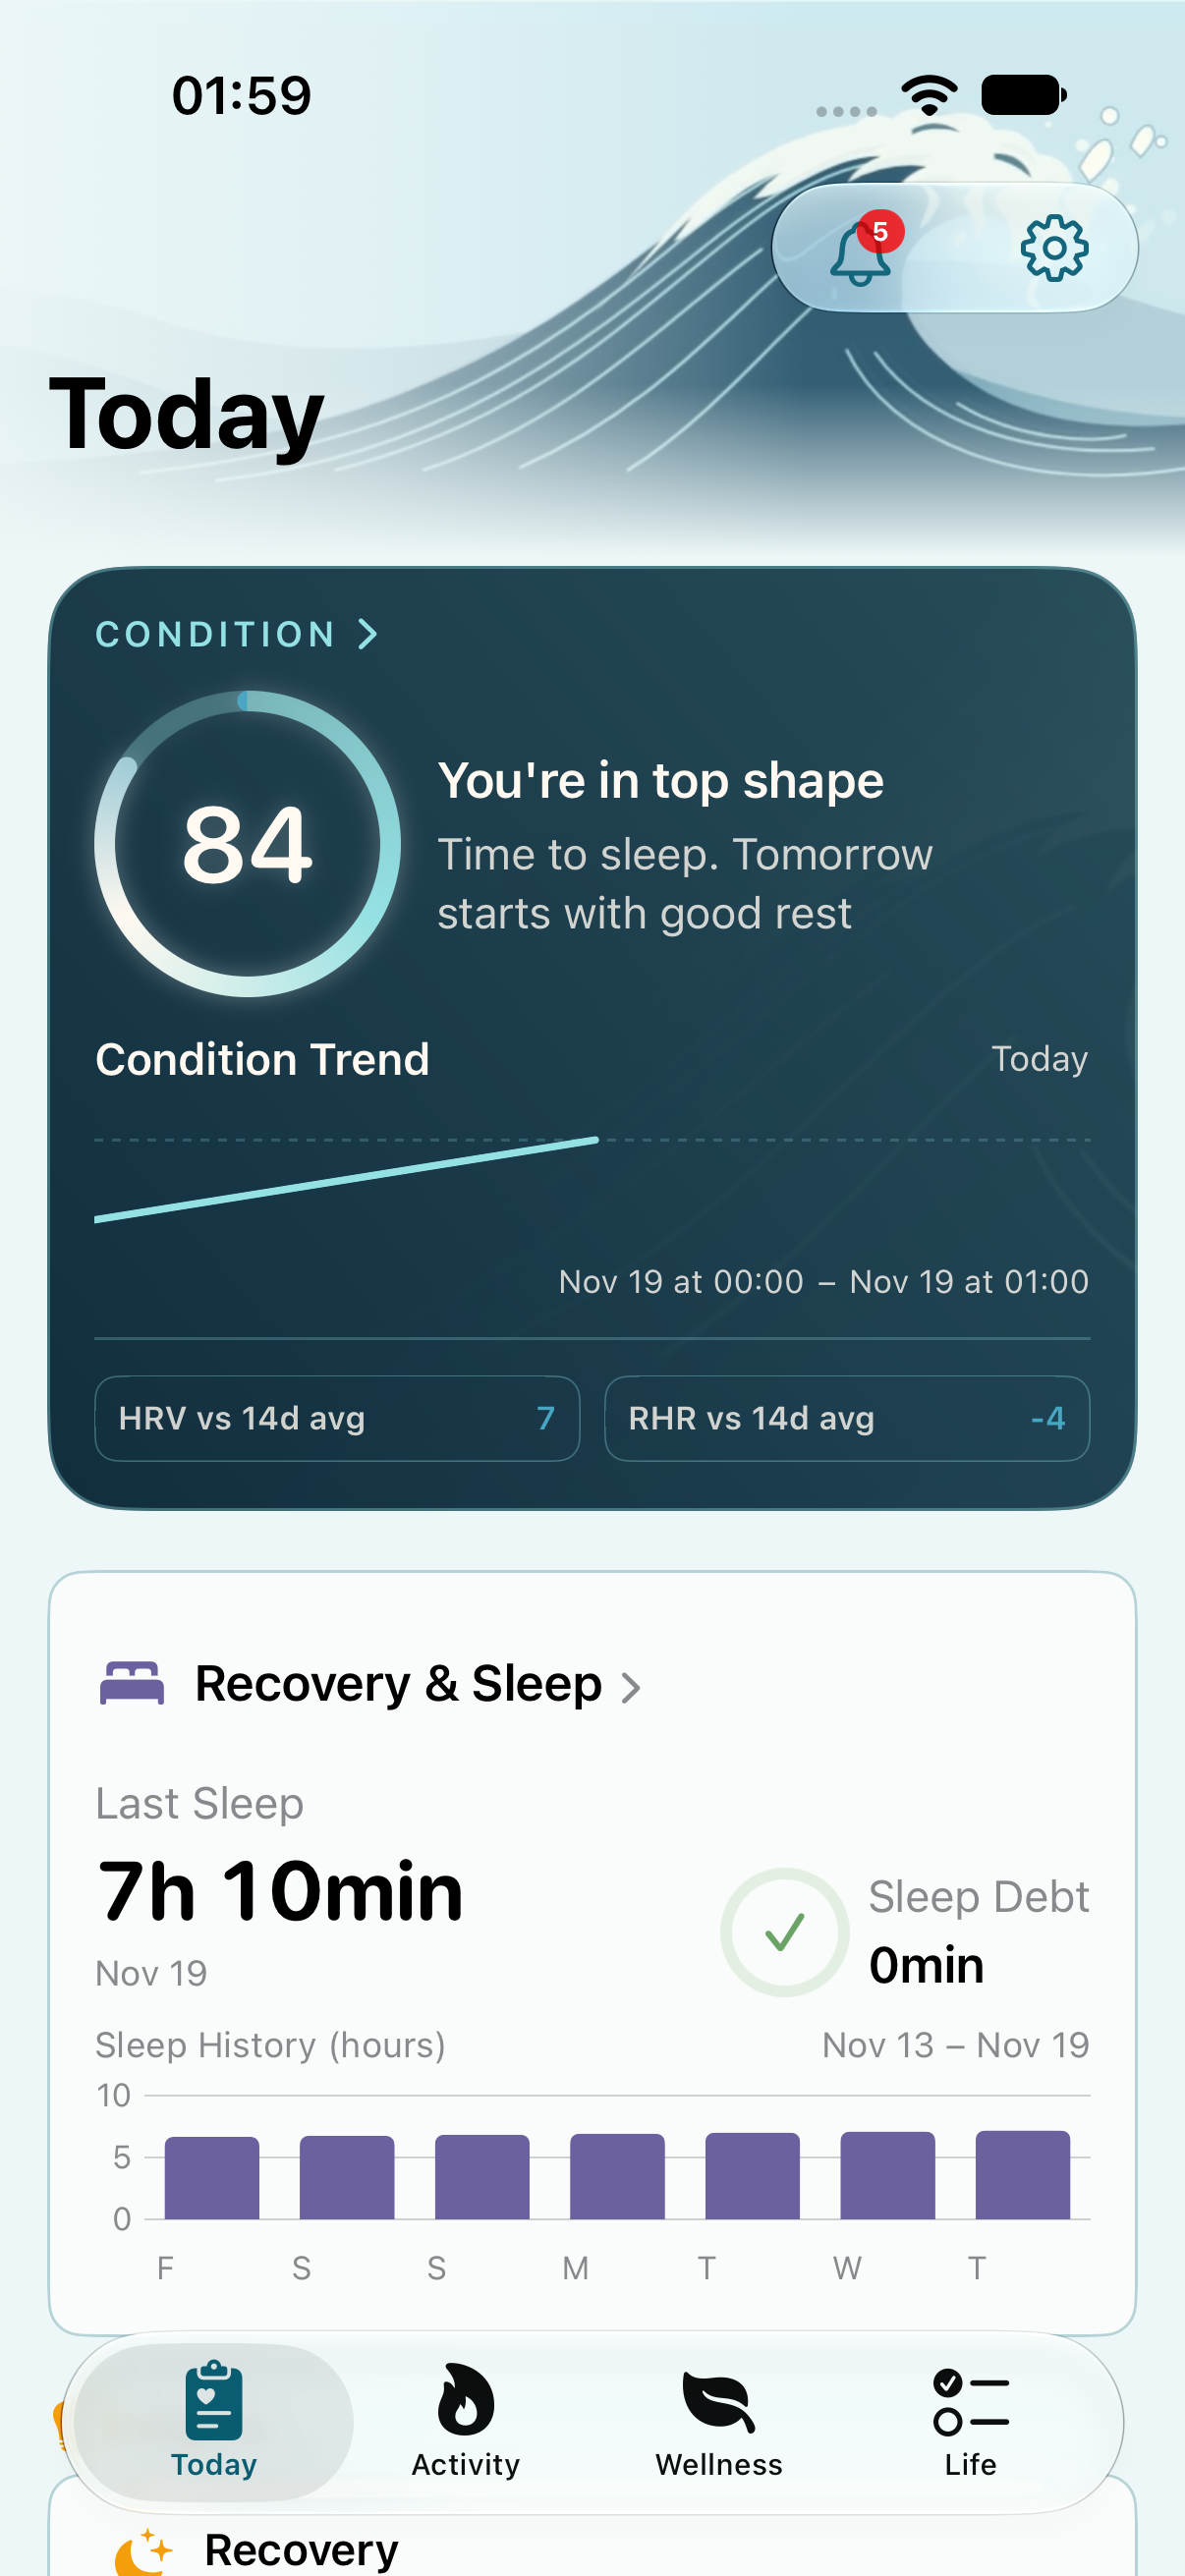 01:59
5
Today
CONDITION
84
You're in top shape
Time to sleep. Tomorrow
starts with good rest
Condition Trend
Today
Nov 19 at 00:00 – Nov 19 at 01:00
HRV vs 14d avg 7
RHR vs 14d avg -4
Recovery & Sleep
Last Sleep
7h 10min
Nov 19
Sleep Debt
0min
Sleep History (hours)
Nov 13 – Nov 19
10
5
0
F S S M T W T
Today Activity Wellness Life
Recovery